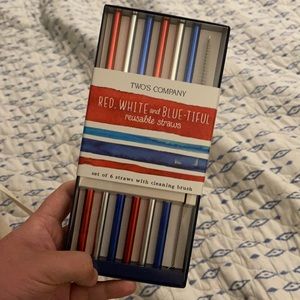 TWO'S COMPANY
RED, WHITE and BLUE-TIFUL
reusable straws
set of 6 straws with cleaning brush